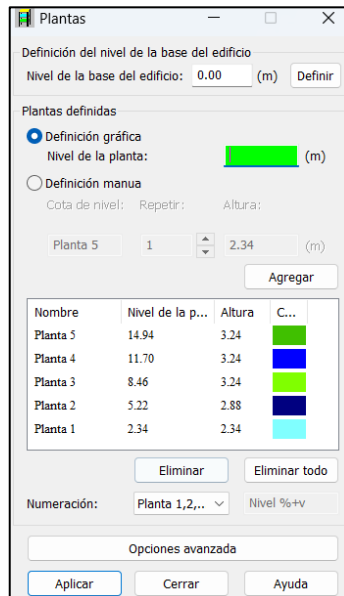 Plantas
Definición del nivel de la base del edificio
Nivel de la base del edificio: 0.00 (m) Definir
Plantas definidas
Definición gráfica
Nivel de la planta: (m)
Definición manua
Cota de nivel: Repetir: Altura:
Planta 5 1 2.34 (m)
Agregar
Nombre Nivel de la p... Altura C...
Planta 5 14.94 3.24
Planta 4 11.70 3.24
Planta 3 8.46 3.24
Planta 2 5.22 2.88
Planta 1 2.34 2.34
Eliminar Eliminar todo
Numeración: Planta 1,2,.. Nivel %+v
Opciones avanzada
Aplicar Cerrar Ayuda